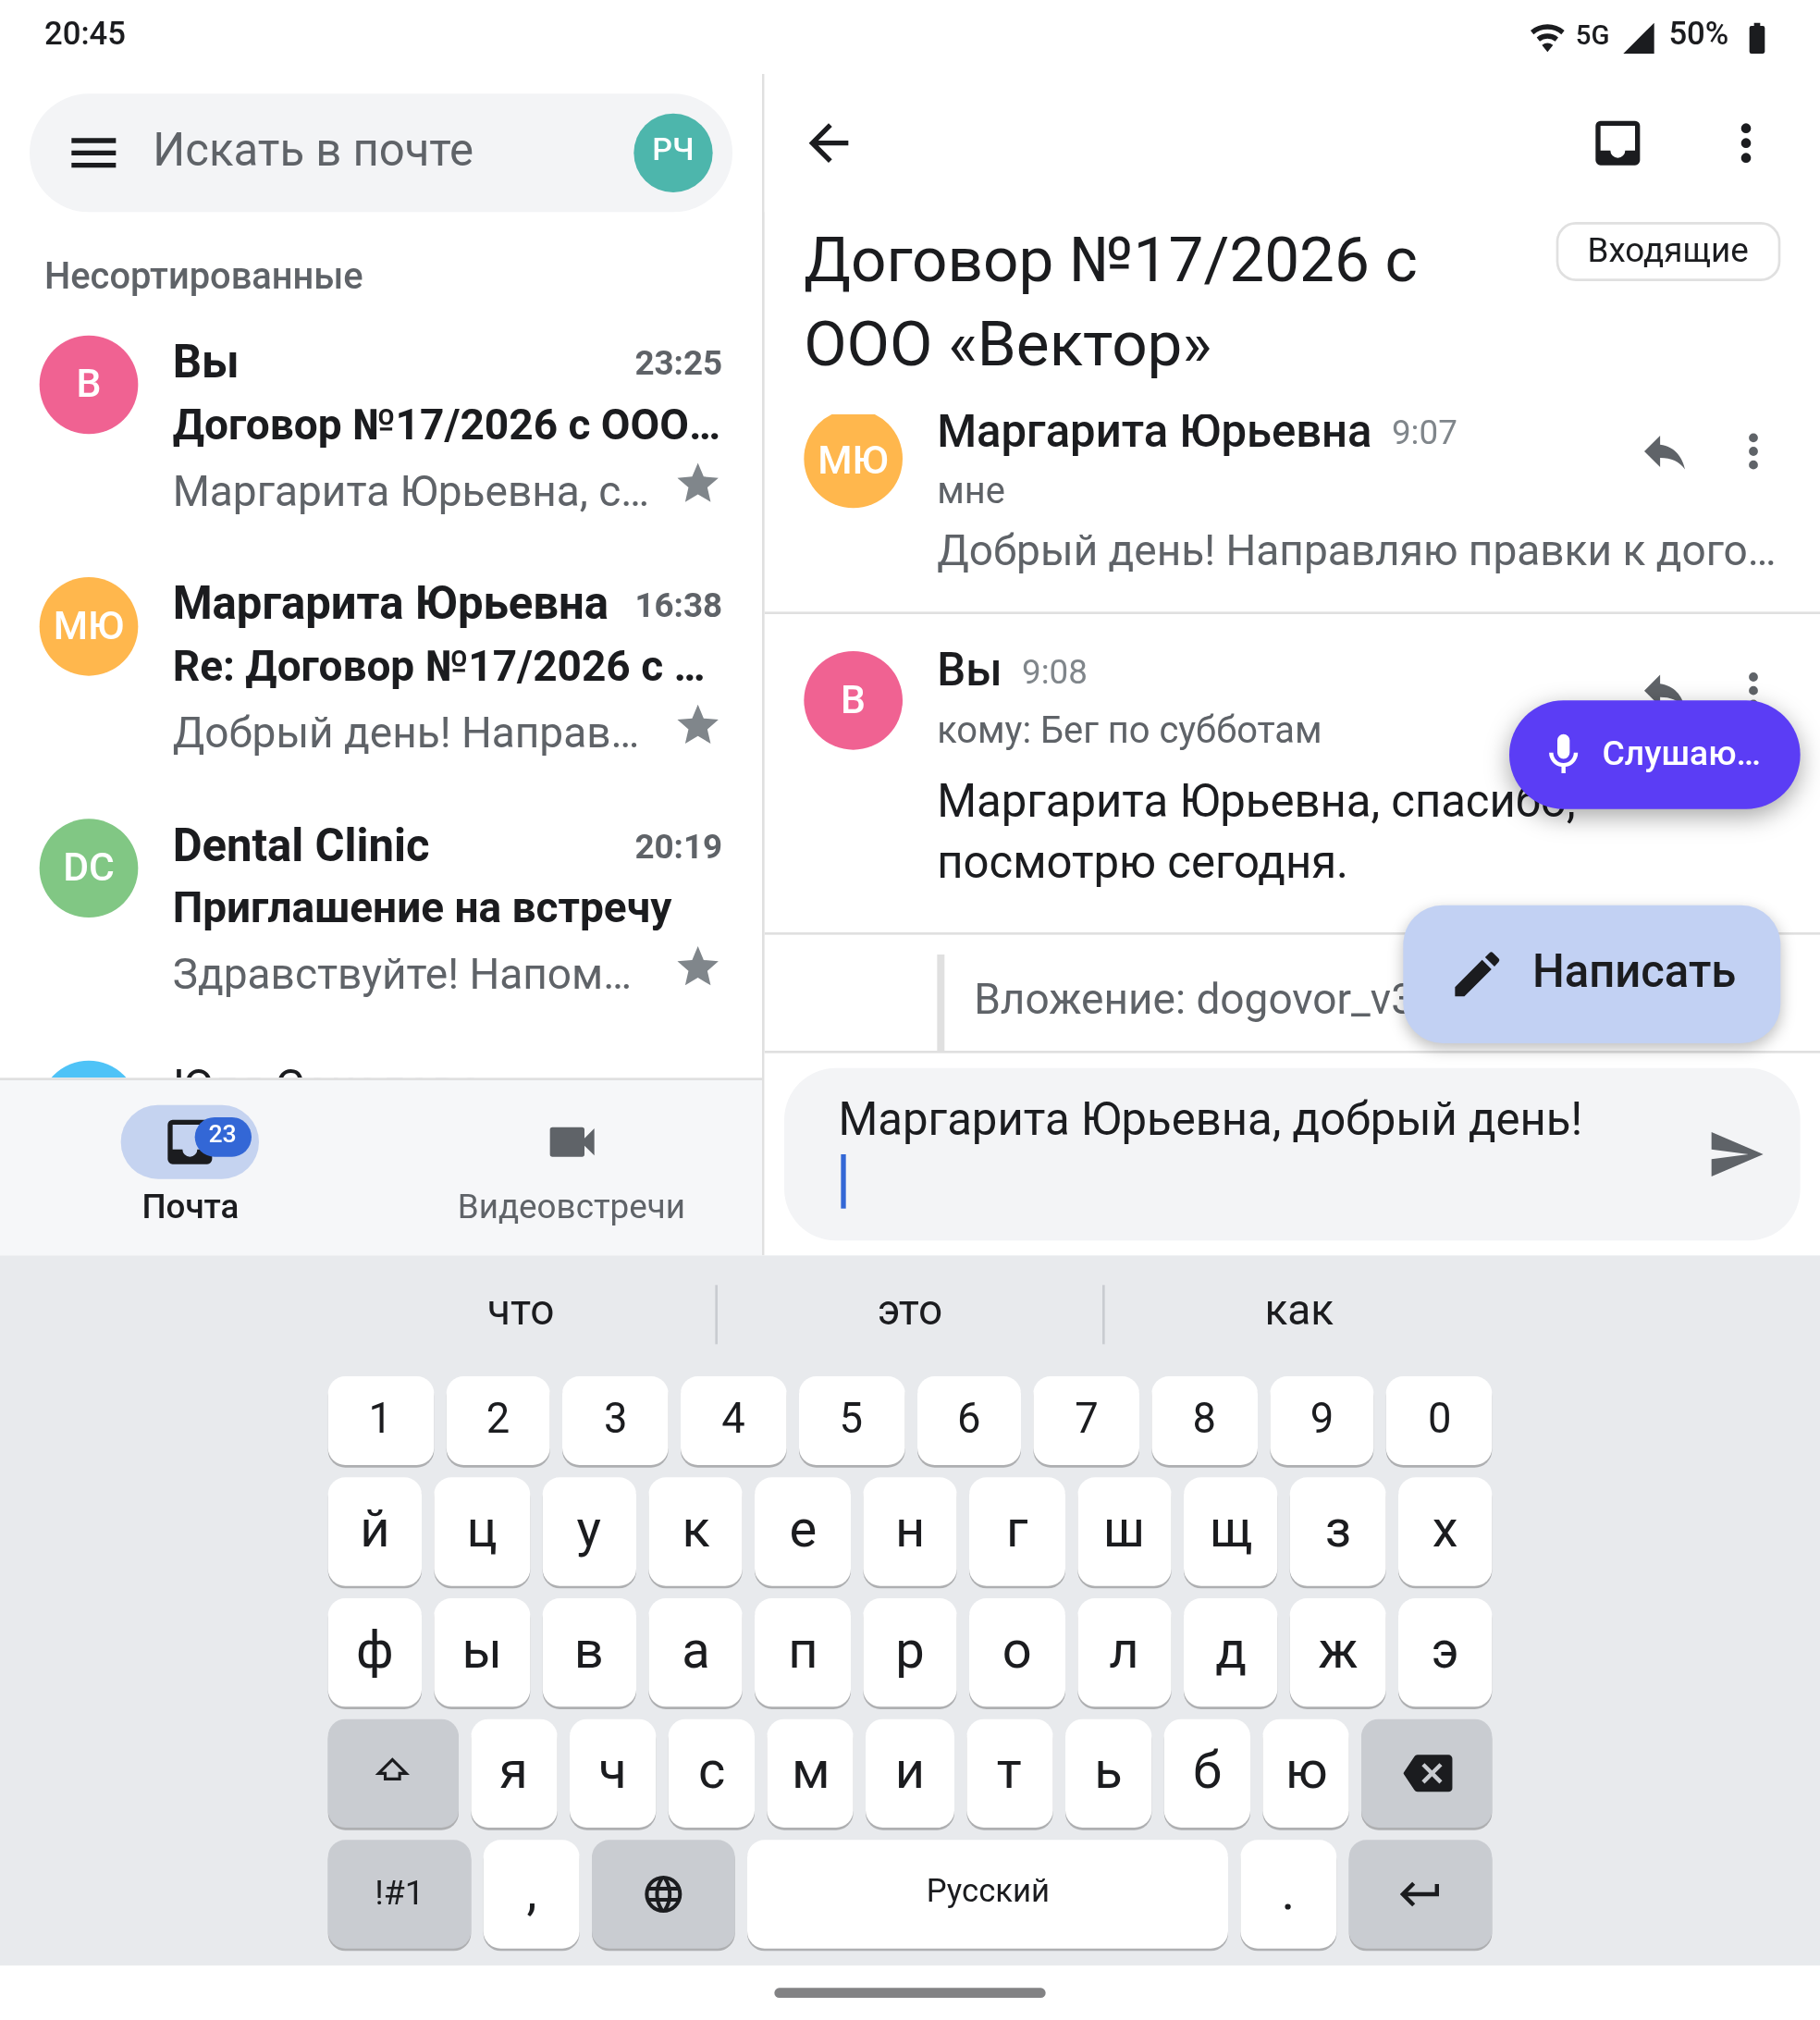 20:45
5G 50%
Искать в почте
РЧ
Несортированные
В
Вы 23:25
Договор №17/2026 с ООО...
Маргарита Юрьевна, с...
МЮ
Маргарита Юрьевна 16:38
Re: Договор №17/2026 с ...
Добрый день! Направ...
DC
Dental Clinic 20:19
Приглашение на встречу
Здравствуйте! Напом...
23
Почта
Видеовстречи
Договор №17/2026 с
ООО «Вектор»
Входящие
МЮ
Маргарита Юрьевна 9:07
мне
Добрый день! Направляю правки к дого...
В
Вы 9:08
кому: Бег по субботам
Слушаю...
Маргарита Юрьевна, спасибо,
посмотрю сегодня.
Вложение: dogovor_v3
Написать
Маргарита Юрьевна, добрый день!
что это как
1 2 3 4 5 6 7 8 9 0
й ц у к е н г ш щ з х
ф ы в а п р о л д ж э
я ч с м и т ь б ю
!#1 , Русский .